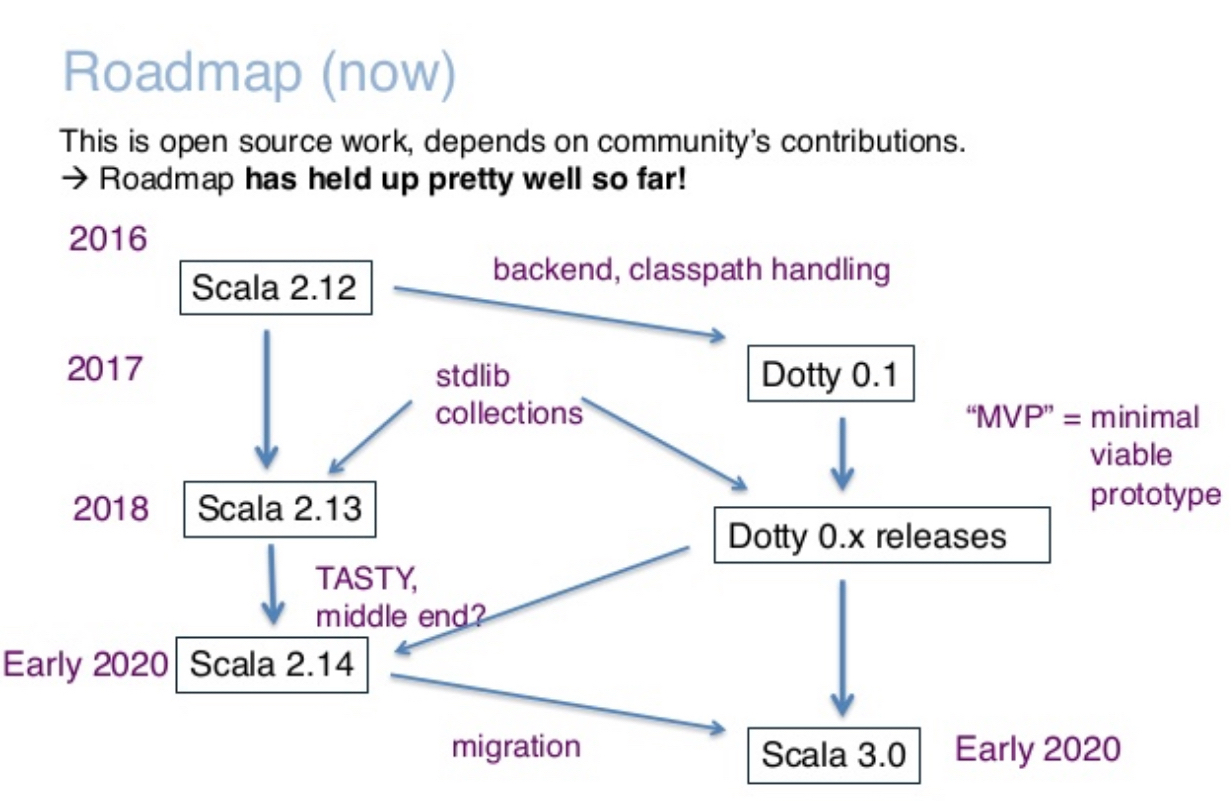 Roadmap (now)
This is open source work, depends on community's contributions.
→ Roadmap has held up pretty well so far!
2016
Scala 2.12
backend, classpath handling
2017
stdlib
collections
Dotty 0.1
“MVP” = minimal
viable
prototype
2018
Scala 2.13
Dotty 0.x releases
TASTY,
middle end?
Early 2020
Scala 2.14
migration
Scala 3.0
Early 2020